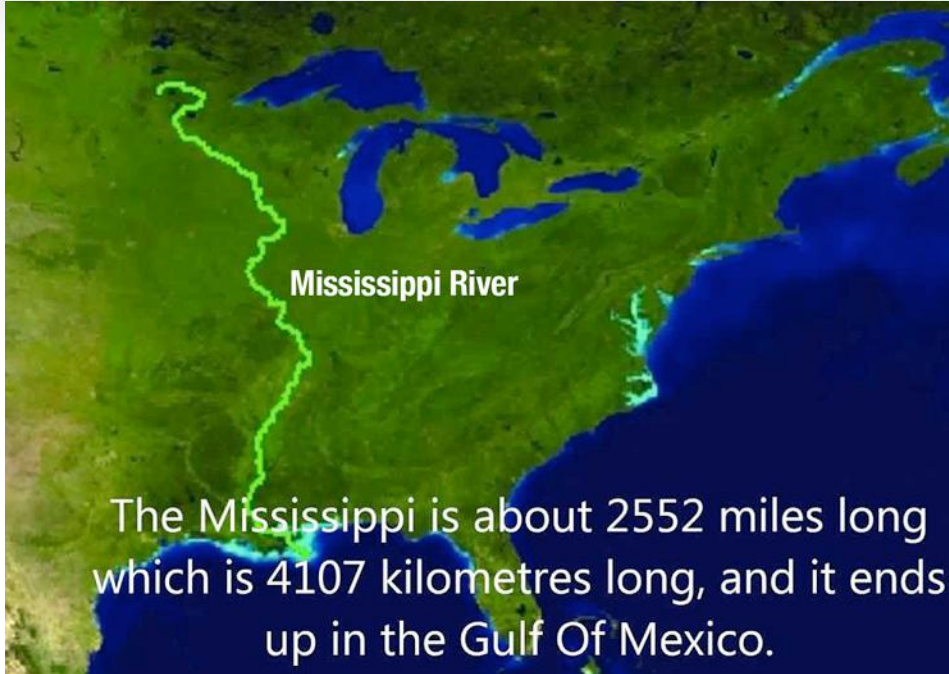 Mississippi River
The Mississippi is about 2552 miles long
which is 4107 kilometres long, and it ends
up in the Gulf Of Mexico.